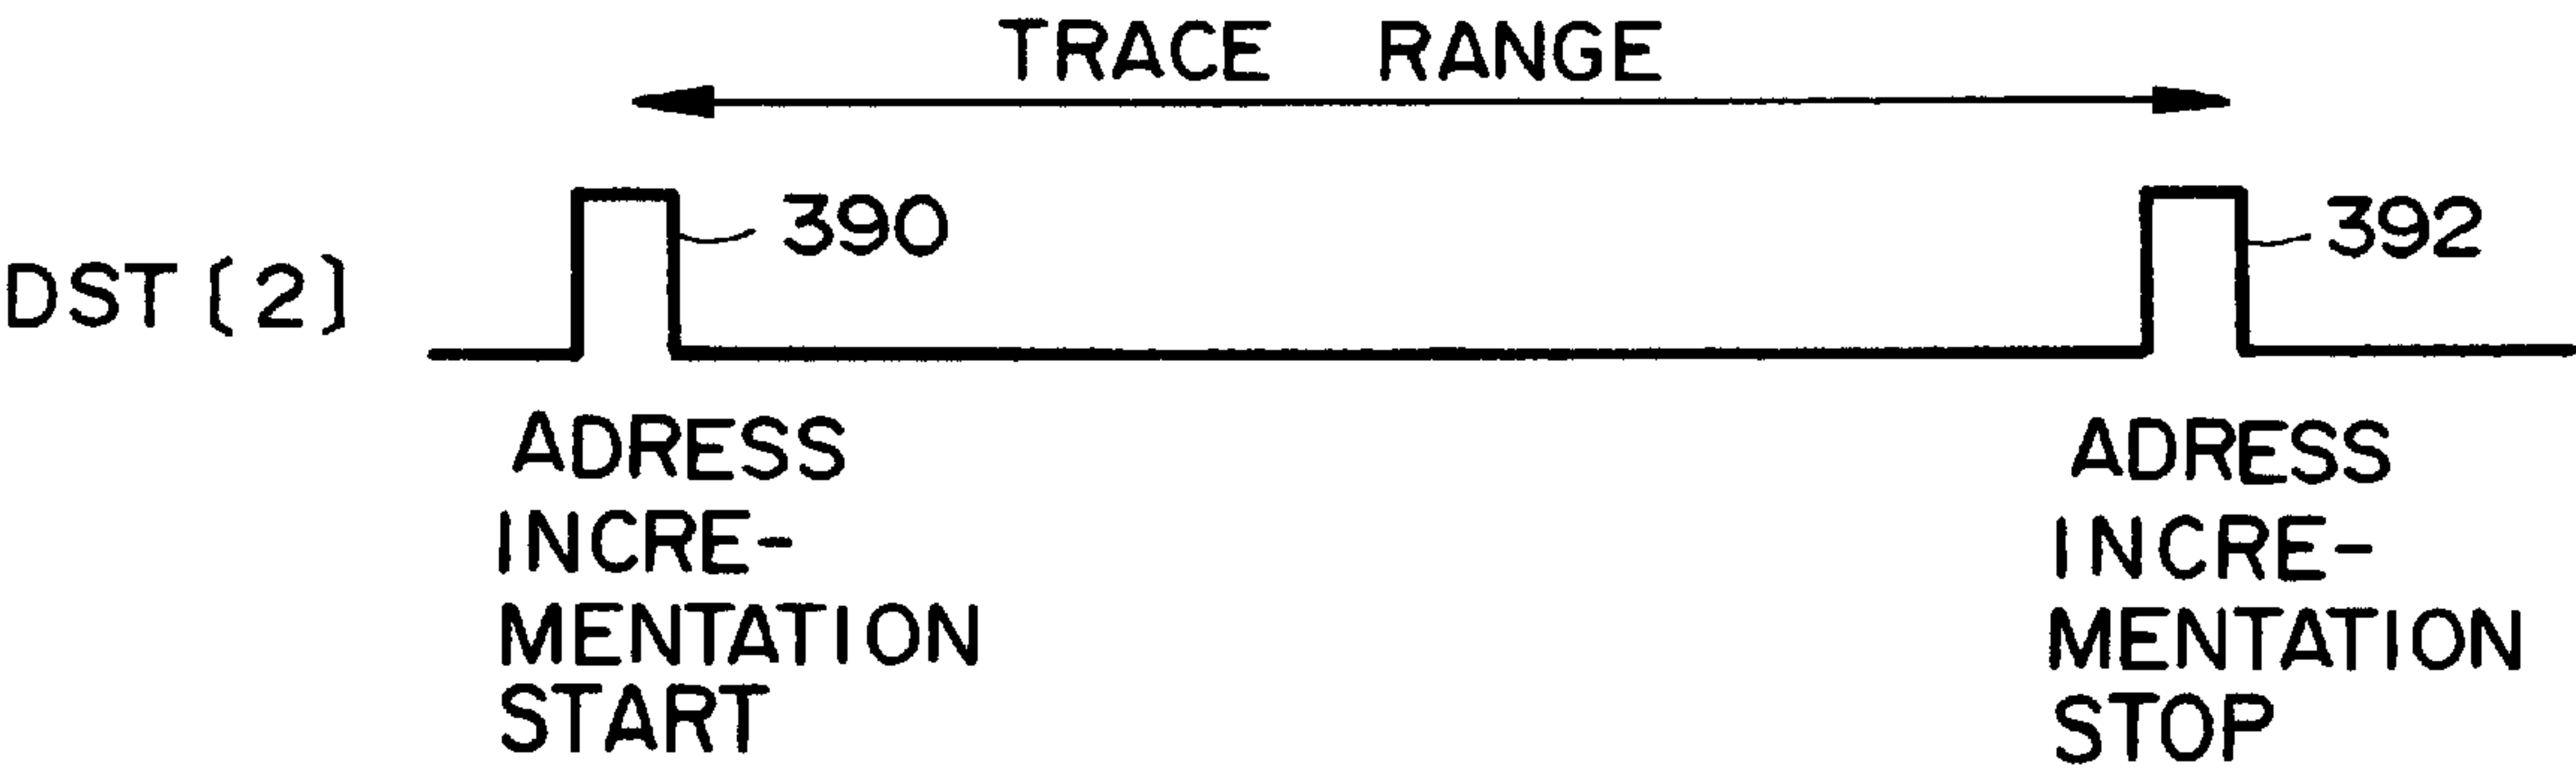 TRACE RANGE
390
392
DST [2]
ADRESS
INCRE-
MENTATION
START
ADRESS
INCRE-
MENTATION
STOP